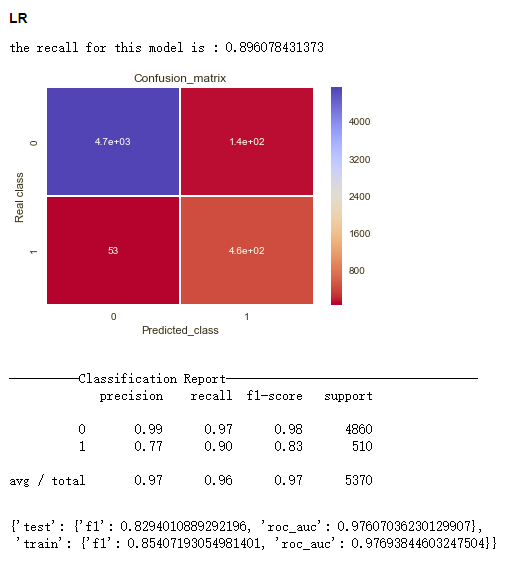 LR
the recall for this model is : 0.896078431373
Confusion_matrix
4.7e+03 1.4e+02
53 4.6e+02
0
1
Real class
0 1
Predicted_class
4000
3200
2400
1600
800
Classification Report
precision recall f1-score support
0 0.99 0.97 0.98 4860
1 0.77 0.90 0.83 510
avg / total 0.97 0.96 0.97 5370
{'test': {'f1': 0.8294010889292196, 'roc_auc': 0.97607036230129907},
'train': {'f1': 0.85407193054981401, 'roc_auc': 0.97693844603247504}}